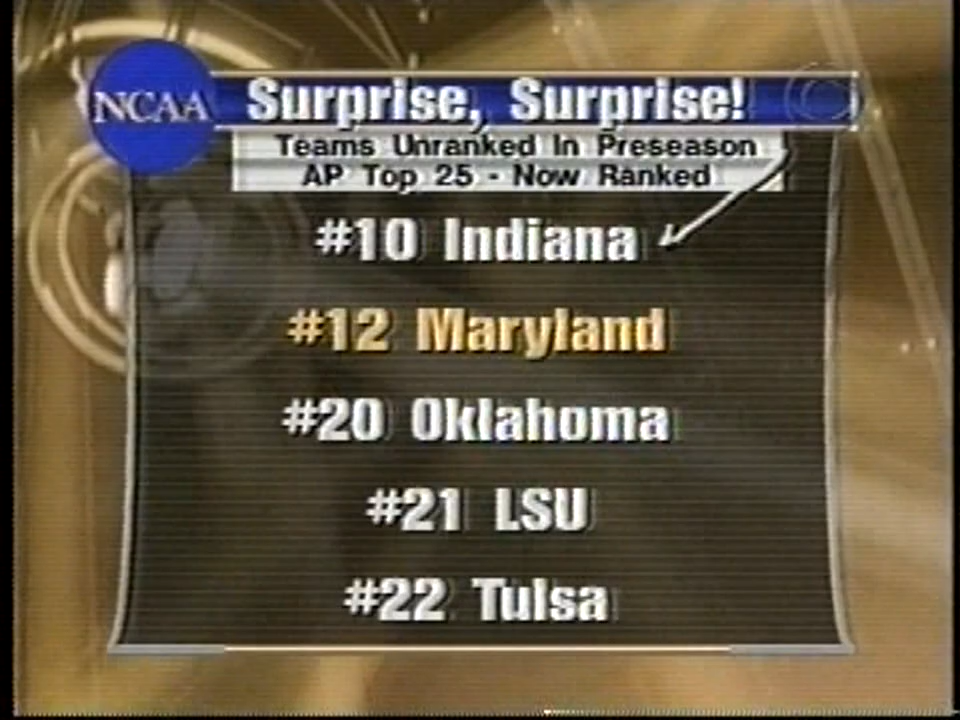 NCAA
Surprise, Surprise!
Teams Unranked In Preseason
AP Top 25 - Now Ranked
#10 Indiana
#12 Maryland
#20 Oklahoma
#21 LSU
#22 Tulsa